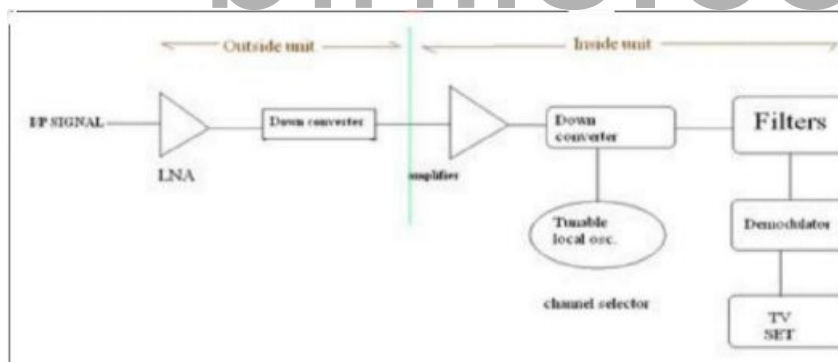 Outside unit
Inside unit
I/P SIGNAL
LNA
Down converter
amplifier
Down
converter
Tunable
local osc.
channel selector
Filters
Demodulator
TV
SET